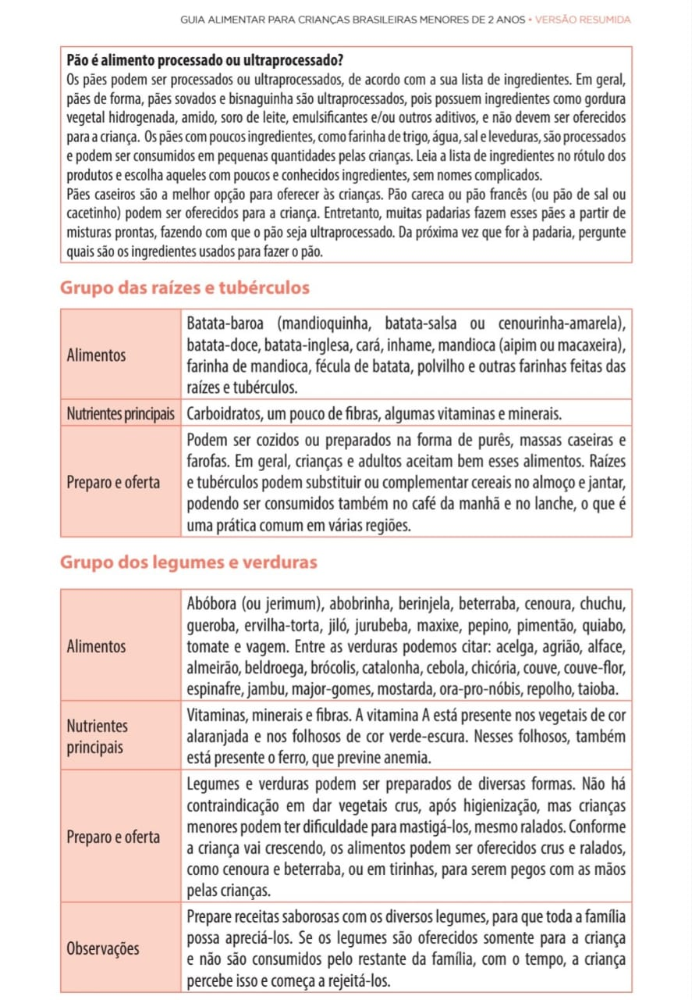 GUIA ALIMENTAR PARA CRIANÇAS BRASILEIRAS MENORES DE 2 ANOS • VERSÃO RESUMIDA
Pão é alimento processado ou ultraprocessado?
Os pães podem ser processados ou ultraprocessados, de acordo com a sua lista de ingredientes. Em geral,
pães de forma, pães sovados e bisnaguinha são ultraprocessados, pois possuem ingredientes como gordura
vegetal hidrogenada, amido, soro de leite, emulsificantes e/ou outros aditivos, e não devem ser oferecidos
para a criança. Os pães com poucos ingredientes, como farinha de trigo, água, sal e leveduras, são processados
e podem ser consumidos em pequenas quantidades pelas crianças. Leia a lista de ingredientes no rótulo dos
produtos e escolha aqueles com poucos e conhecidos ingredientes, sem nomes complicados.
Pães caseiros são a melhor opção para oferecer às crianças. Pão careca ou pão francês (ou pão de sal ou
cacetinho) podem ser oferecidos para a criança. Entretanto, muitas padarias fazem esses pães a partir de
misturas prontas, fazendo com que o pão seja ultraprocessado. Da próxima vez que for à padaria, pergunte
quais são os ingredientes usados para fazer o pão.
Grupo das raízes e tubérculos
Alimentos
Batata-baroa (mandioquinha, batata-salsa ou cenourinha-amarela),
batata-doce, batata-inglesa, cará, inhame, mandioca (aipim ou macaxeira),
farinha de mandioca, fécula de batata, polvilho e outras farinhas feitas das
raízes e tubérculos.
Nutrientes principais
Carboidratos, um pouco de fibras, algumas vitaminas e minerais.
Preparo e oferta
Podem ser cozidos ou preparados na forma de purês, massas caseiras e
farofas. Em geral, crianças e adultos aceitam bem esses alimentos. Raízes
e tubérculos podem substituir ou complementar cereais no almoço e jantar,
podendo ser consumidos também no café da manhã e no lanche, o que é
uma prática comum em várias regiões.
Grupo dos legumes e verduras
Alimentos
Abóbora (ou jerimum), abobrinha, berinjela, beterraba, cenoura, chuchu,
gueroba, ervilha-torta, jiló, jurubeba, maxixe, pepino, pimentão, quiabo,
tomate e vagem. Entre as verduras podemos citar: acelga, agrião, alface,
almeirão, beldroega, brócolis, catalonha, cebola, chicória, couve, couve-flor,
espinafre, jambu, major-gomes, mostarda, ora-pro-nóbis, repolho, taioba.
Nutrientes
principais
Vitaminas, minerais e fibras. A vitamina A está presente nos vegetais de cor
alaranjada e nos folhosos de cor verde-escura. Nesses folhosos, também
está presente o ferro, que previne anemia.
Preparo e oferta
Legumes e verduras podem ser preparados de diversas formas. Não há
contraindicação em dar vegetais crus, após higienização, mas crianças
menores podem ter dificuldade para mastigá-los, mesmo ralados. Conforme
a criança vai crescendo, os alimentos podem ser oferecidos crus e ralados,
como cenoura e beterraba, ou em tirinhas, para serem pegos com as mãos
pelas crianças.
Observações
Prepare receitas saborosas com os diversos legumes, para que toda a família
possa apreciá-los. Se os legumes são oferecidos somente para a criança
e não são consumidos pelo restante da família, com o tempo, a criança
percebe isso e começa a rejeitá-los.